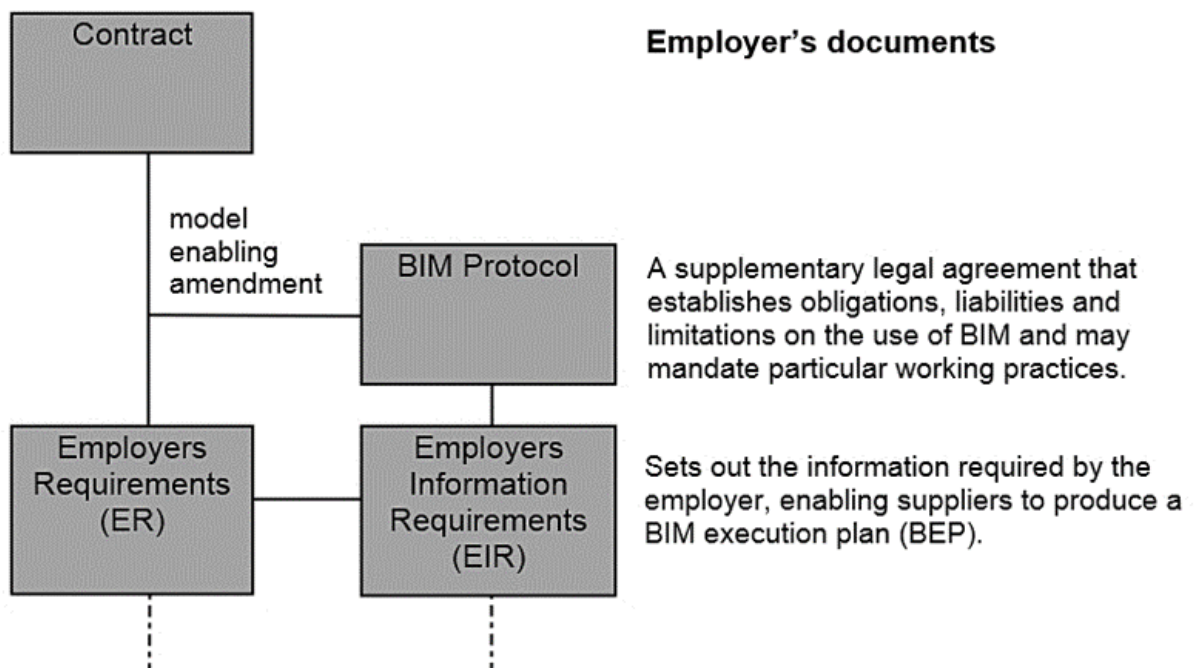 Contract
Employer's documents
model
enabling
amendment
BIM Protocol
A supplementary legal agreement that
establishes obligations, liabilities and
limitations on the use of BIM and may
mandate particular working practices.
Employers
Requirements
(ER)
Employers
Information
Requirements
(EIR)
Sets out the information required by the
employer, enabling suppliers to produce a
BIM execution plan (BEP).